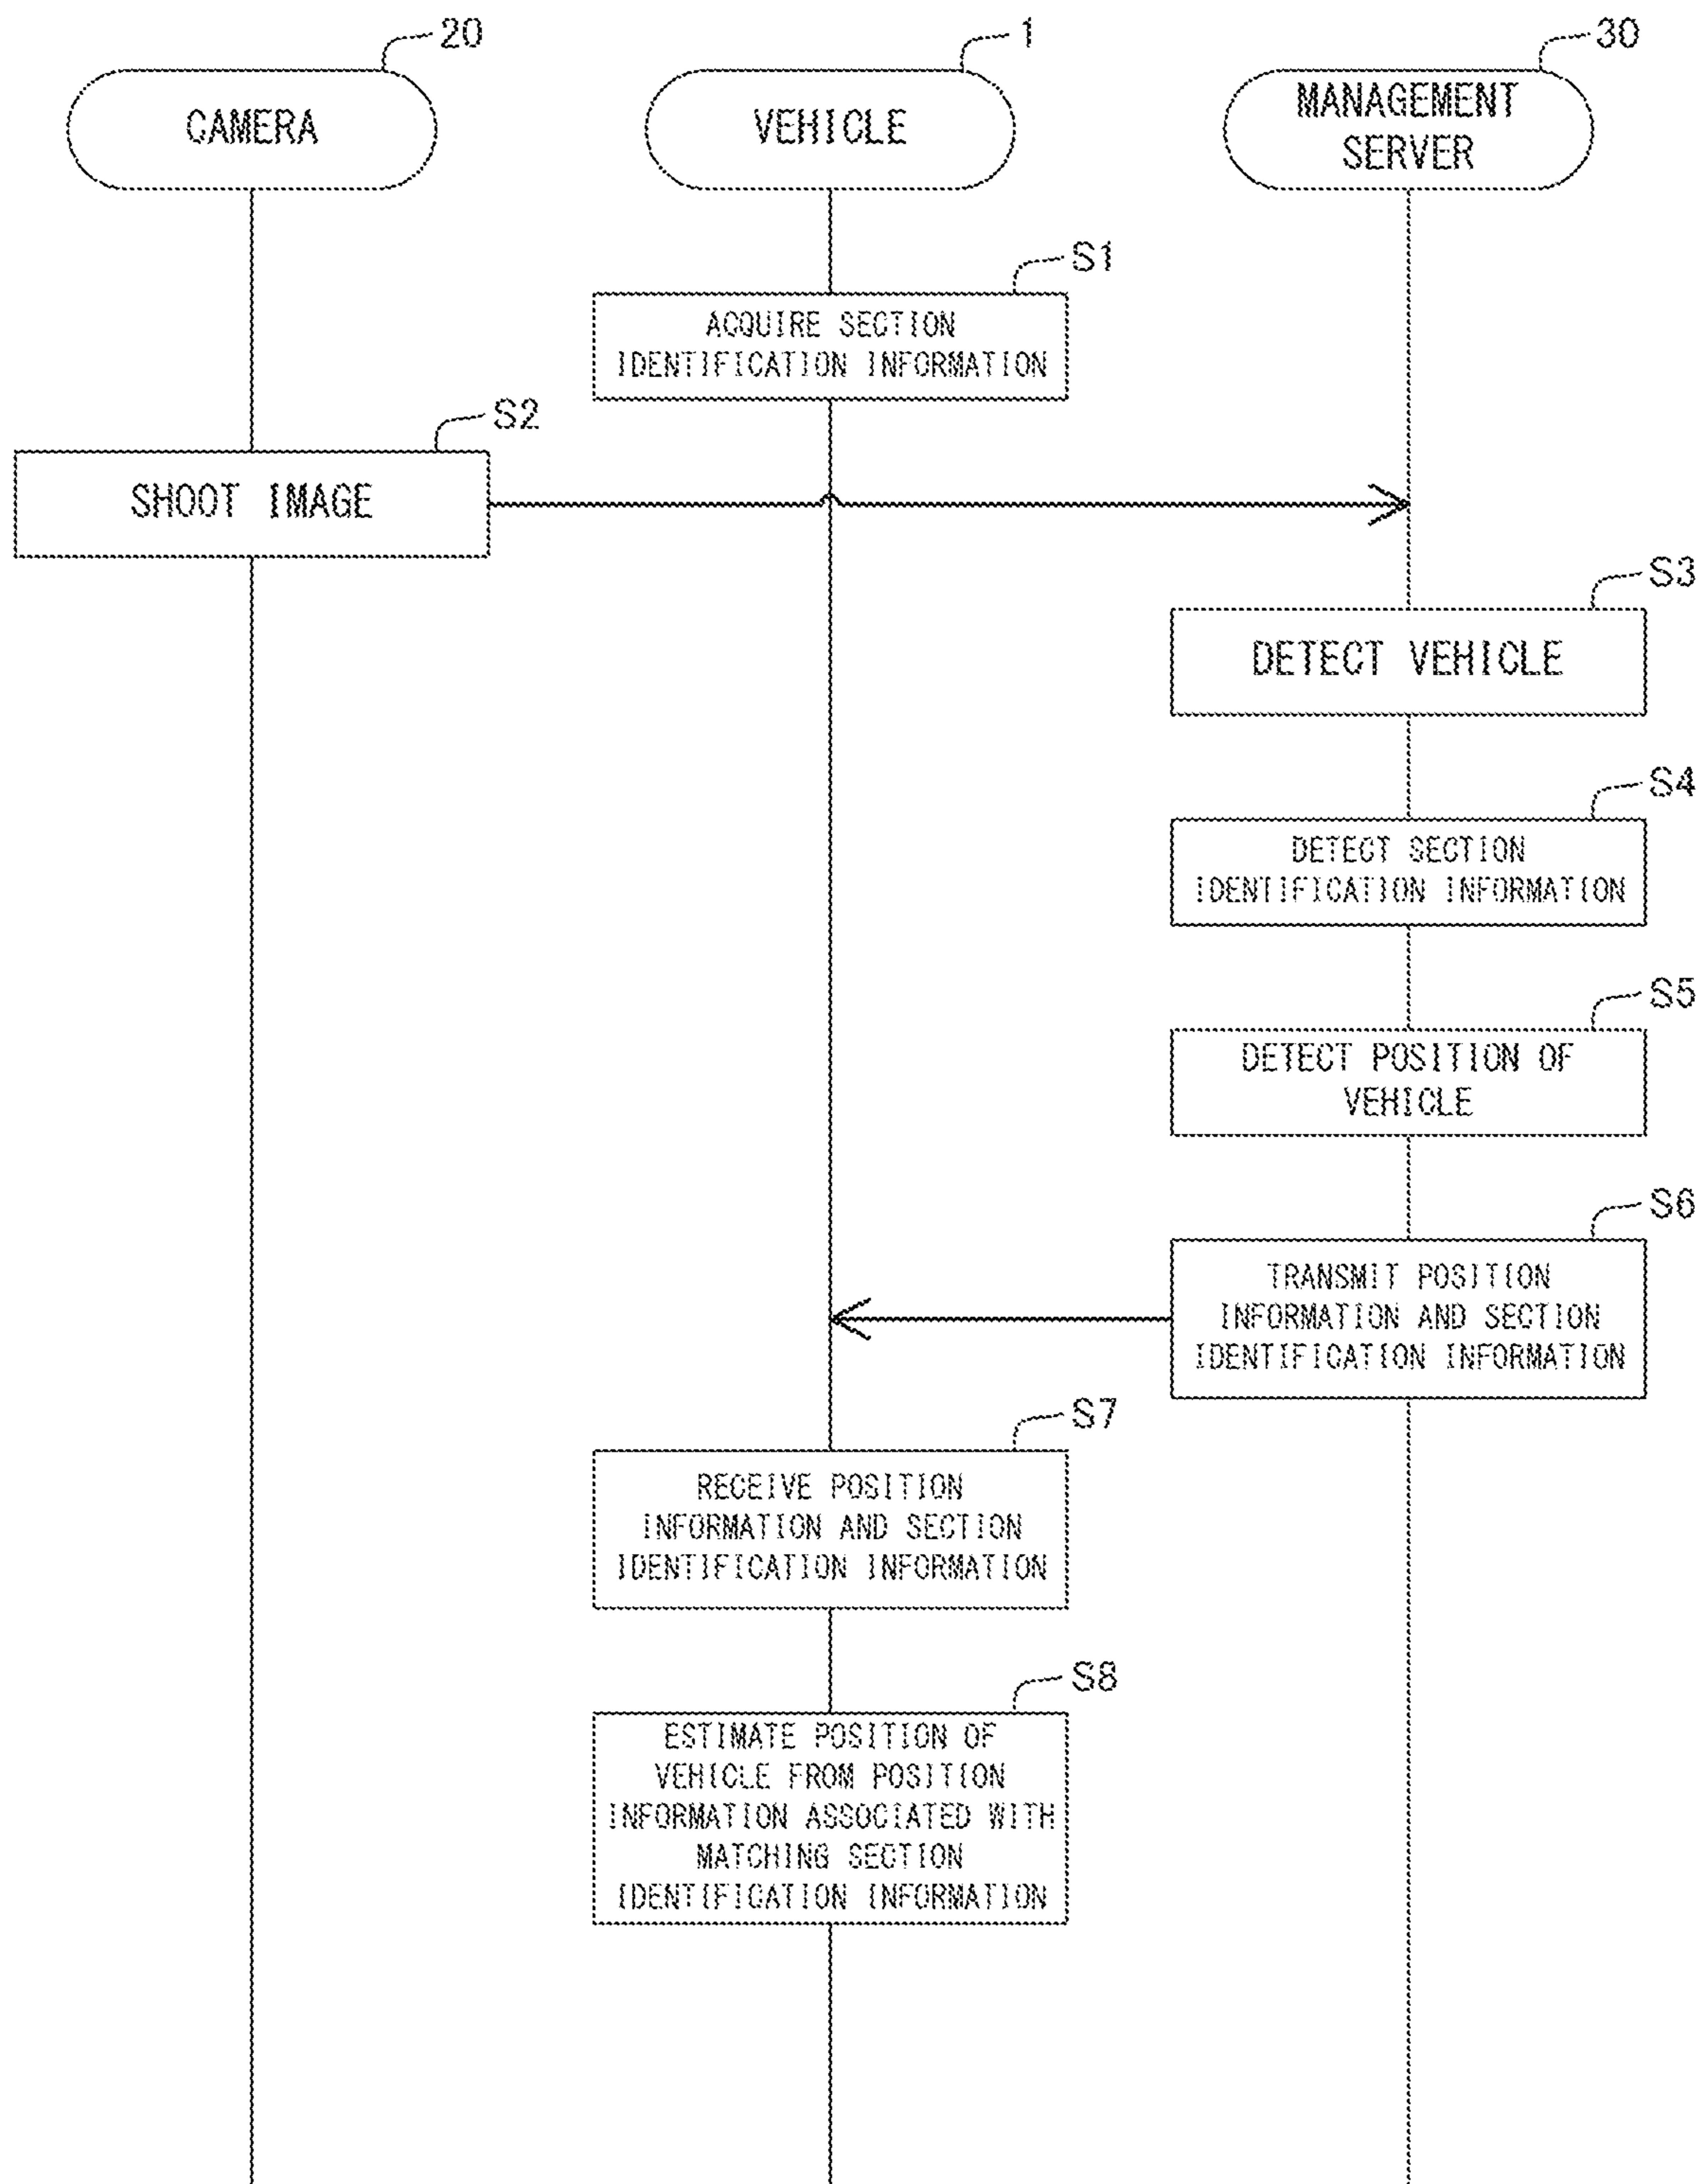 20
1
30
CAMERA
VEHICLE
MANAGEMENT
SERVER
S1
ACQUIRE SECTION
IDENTIFICATION INFORMATION
S2
SHOOT IMAGE
S3
DETECT VEHICLE
S4
DETECT SECTION
IDENTIFICATION INFORMATION
S5
DETECT POSITION OF
VEHICLE
S6
TRANSMIT POSITION
INFORMATION AND SECTION
IDENTIFICATION INFORMATION
S7
RECEIVE POSITION
INFORMATION AND SECTION
IDENTIFICATION INFORMATION
S8
ESTIMATE POSITION OF
VEHICLE FROM POSITION
INFORMATION ASSOCIATED WITH
MATCHING SECTION
IDENTIFICATION INFORMATION